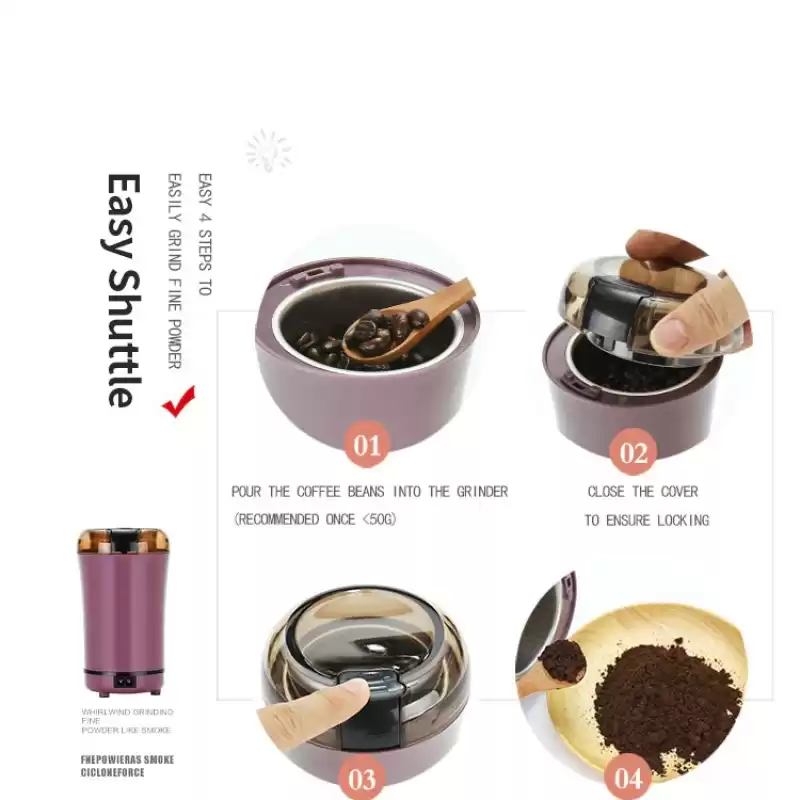 Easy Shuttle
EASY 4 STEPS TO
EASILY GRIND FINE POWDER
01
POUR THE COFFEE BEANS INTO THE GRINDER
(RECOMMENDED ONCE <50G)
02
CLOSE THE COVER
TO ENSURE LOCKING
WHIRLWIND GRINDING
FINE
POWDER LIKE SMOKE
FHEPOWIERAS SMOKE
CICLONEFORCE
03
04